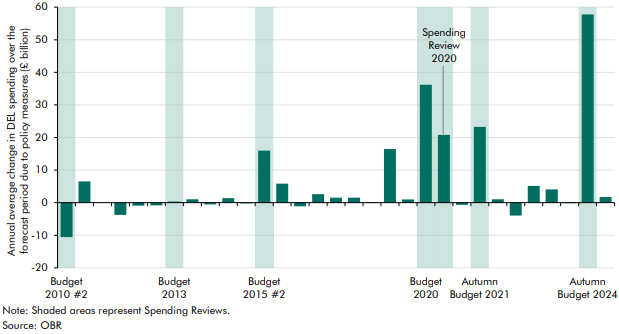 Annual average change in DEL spending over the
forecast period due to policy measures (£ billion)
60
50
40
30
20
10
0
-10
-20
Spending
Review
2020
Budget
2010 #2
Budget
2013
Budget
2015 #2
Budget
2020
Autumn
Budget 2021
Autumn
Budget 2024
Note: Shaded areas represent Spending Reviews.
Source: OBR